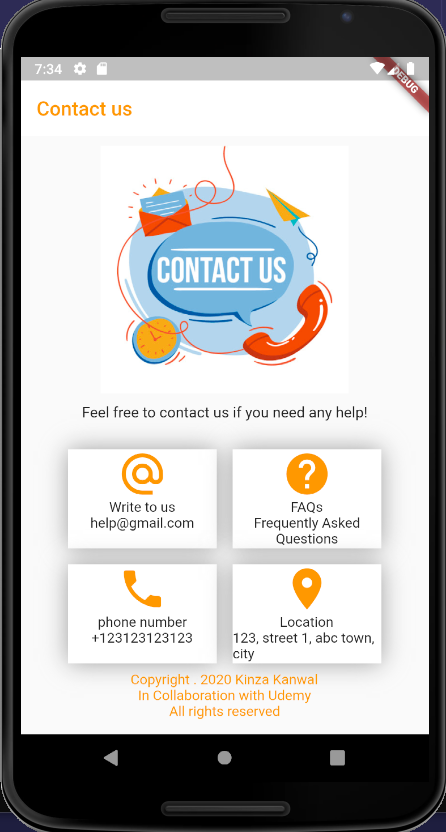 7:34
DEBUG
Contact us
CONTACT US
Feel free to contact us if you need any help!
Write to us
help@gmail.com
FAQs
Frequently Asked
Questions
phone number
+123123123123
Location
123, street 1, abc town,
city
Copyright . 2020 Kinza Kanwal
In Collaboration with Udemy
All rights reserved